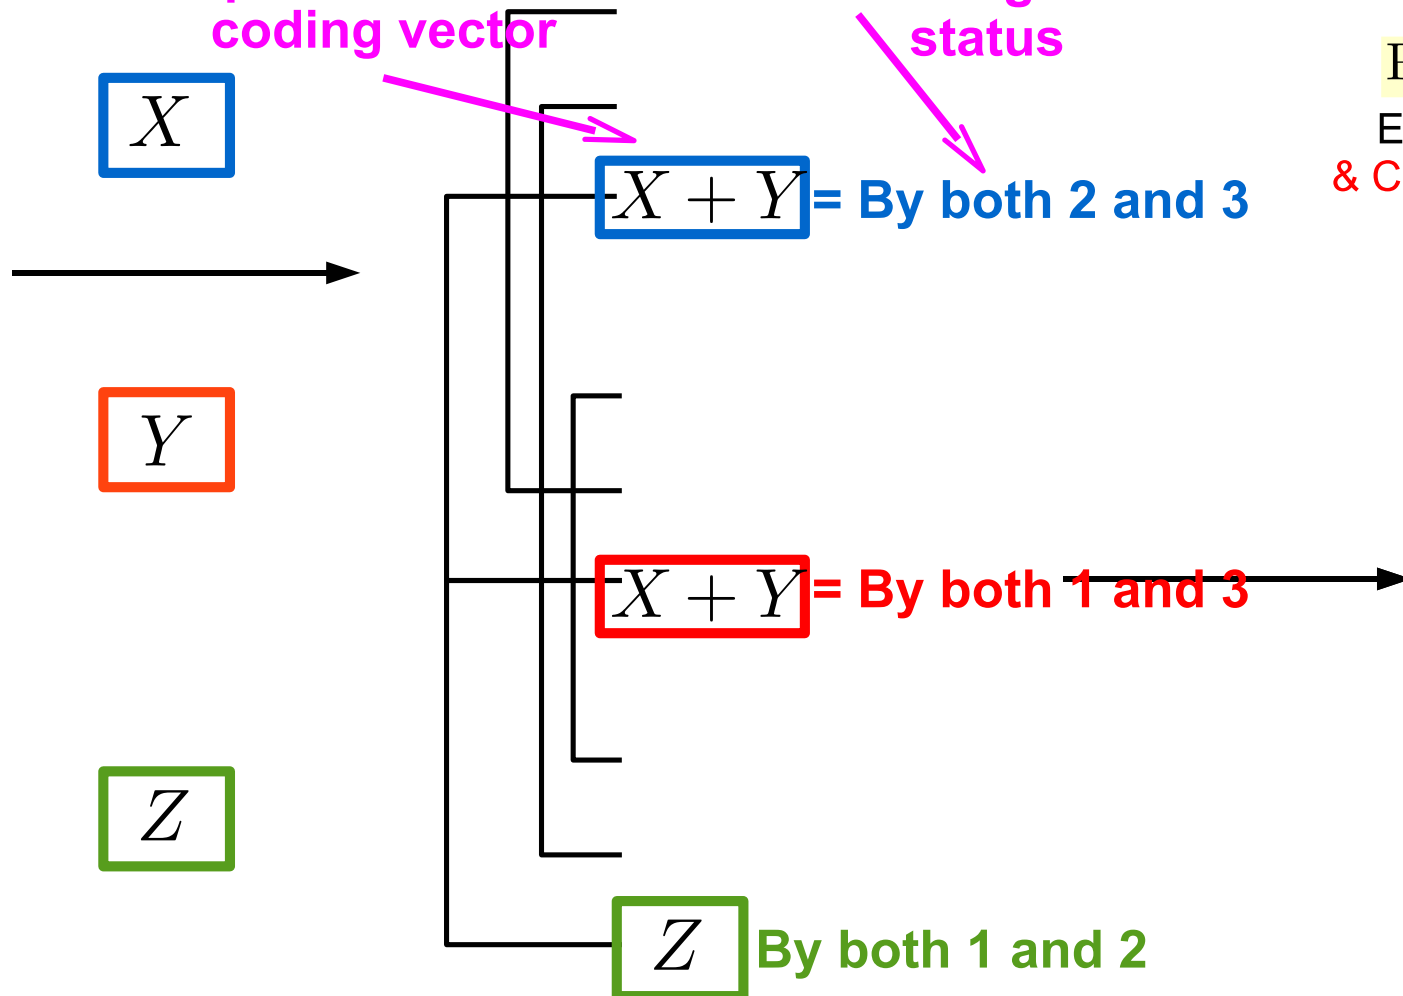 coding vector
status
X
X + Y = By both 2 and 3
& C
Y
X + Y = By both 1 and 3
Z
Z By both 1 and 2